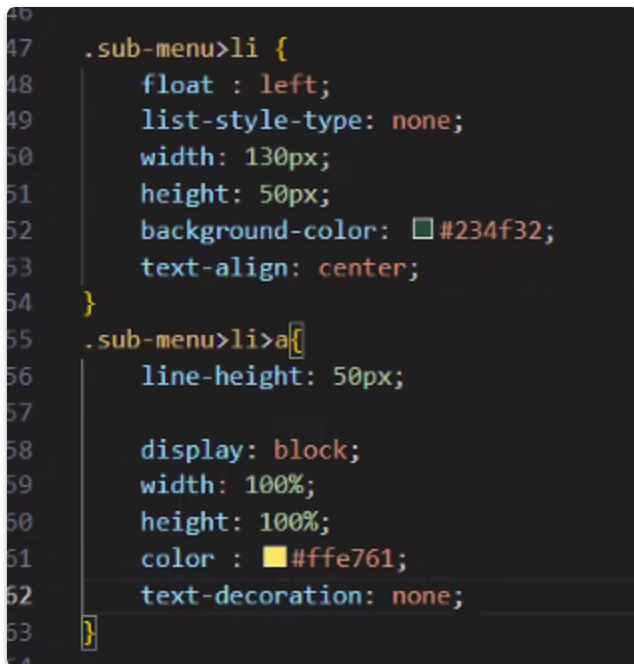 46
47 .sub-menu>li {
48 float : left;
49 list-style-type: none;
50 width: 130px;
51 height: 50px;
52 background-color: #234f32;
53 text-align: center;
54 }
55 .sub-menu>li>a{
56 line-height: 50px;
57
58 display: block;
59 width: 100%;
60 height: 100%;
61 color : #ffe761;
62 text-decoration: none;
63 }
64